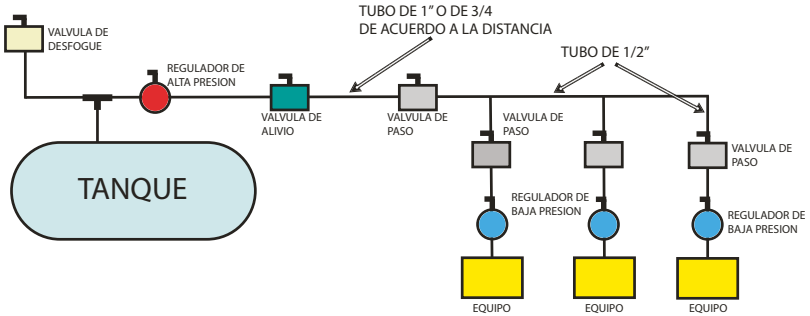 TUBO DE 1" O DE 3/4
DE ACUERDO A LA DISTANCIA
VALVULA DE
DESFOGUE
TUBO DE 1/2"
REGULADOR DE
ALTA PRESION
VALVULA DE
ALIVIO
VALVULA DE
PASO
VALVULA DE
PASO
VALVULA DE
PASO
TANQUE
REGULADOR DE
BAJA PRESION
REGULADOR DE
BAJA PRESION
EQUIPO
EQUIPO
EQUIPO